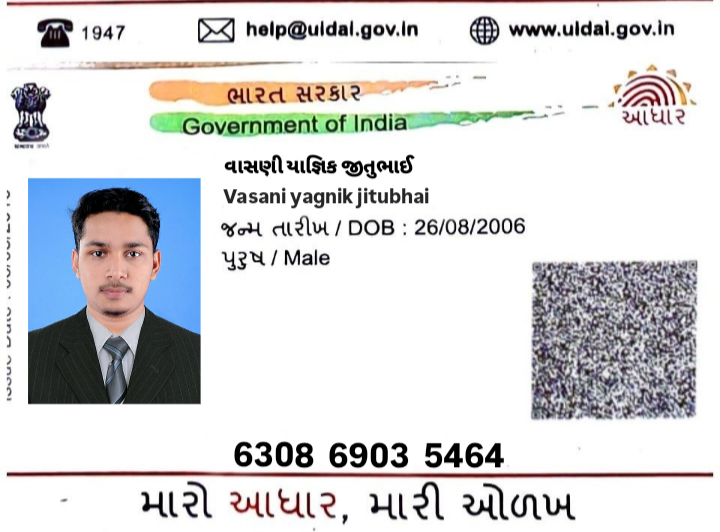 1947
help@uidai.gov.in
www.uidai.gov.in
ભારત સરકાર
Government of India
આધાર
વાસણી યાજ્ઞિક જીતુભાઈ
Vasani yagnik jitubhai
જન્મ તારીખ / DOB : 26/08/2006
પુરુષ / Male
6308 6903 5464
મારો આધાર, મારી ઓળખ